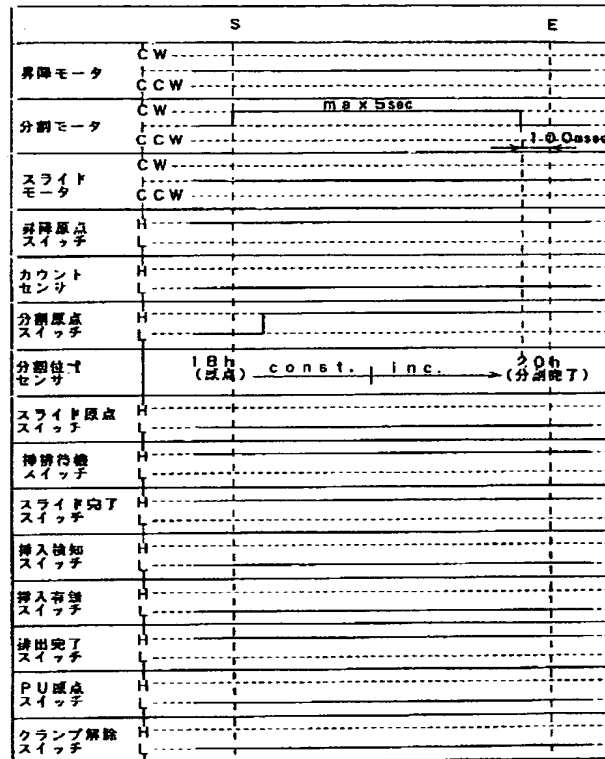 S E
昇降モータ CW CCW
分割モータ CW max5sec CCW 100msec
スライド CW
モータ CCW
昇降原点 H
スイッチ L
カウント H
センサ L
分割原点 H
スイッチ L
分割位置 18h const. inc. 20h
センサ (原点) (分割完了)
スライド原点 H
スイッチ L
挿排待機 H
スイッチ L
スライド完了 H
スイッチ L
挿入検知 H
スイッチ L
挿入有無 H
スイッチ L
排出完了 H
スイッチ L
PU原点 H
スイッチ L
クランプ解除 H
スイッチ L